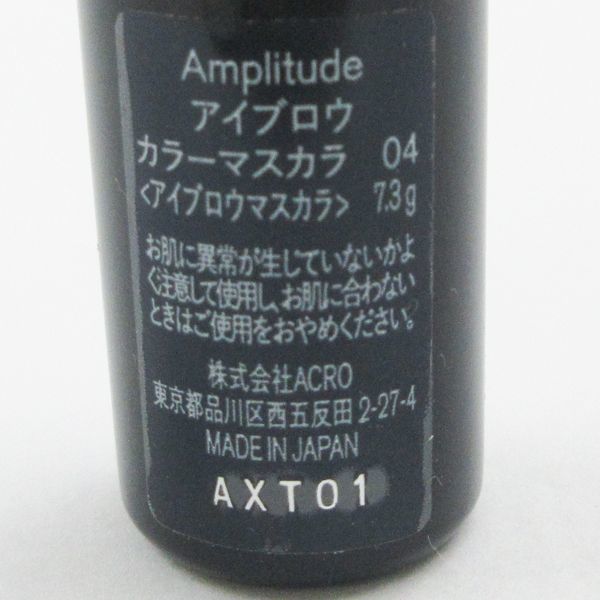 Amplitude
アイブロウ
カラーマスカラ 04
<アイブロウマスカラ> 7.3g
お肌に異常が生じていないかよ
く注意して使用し、お肌に合わない
ときはご使用をおやめください。
株式会社ACRO
東京都品川区西五反田2-27-4
MADE IN JAPAN
AXT01